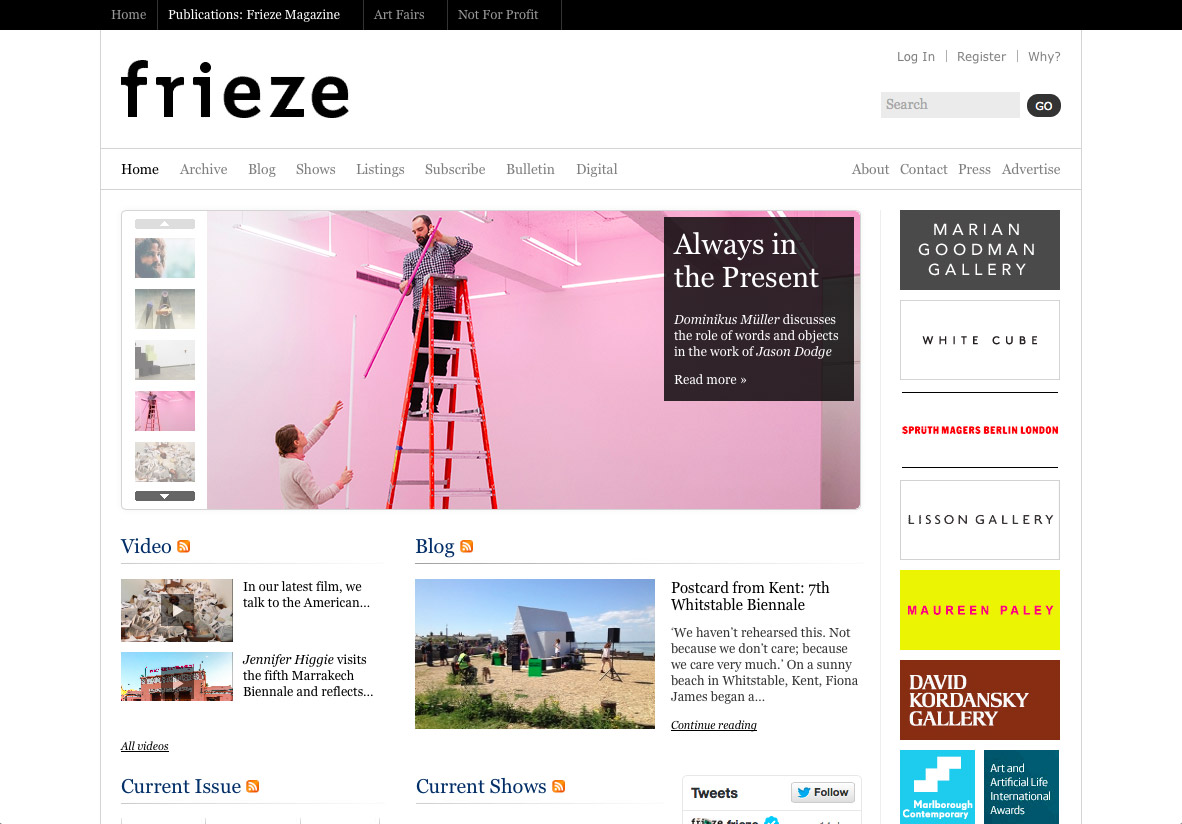 Home Publications: Frieze Magazine Art Fairs Not For Profit
Log In Register Why?
frieze
Search GO
Home Archive Blog Shows Listings Subscribe Bulletin Digital About Contact Press Advertise
Always in
the Present
Dominikus Müller discusses
the role of words and objects
in the work of Jason Dodge
Read more »
MARIAN
GOODMAN
GALLERY
WHITE CUBE
SPRÜTH MAGERS BERLIN LONDON
LISSON GALLERY
MAUREEN PALEY
DAVID
KORDANSKY
GALLERY
Marlborough
Contemporary
Art and
Artificial Life
International
Awards
Video
In our latest film, we
talk to the American...
Jennifer Higgie visits
the fifth Marrakech
Biennale and reflects...
All videos
Blog
Postcard from Kent: 7th
Whitstable Biennale
‘We haven’t rehearsed this. Not
because we don’t care; because
we care very much.’ On a sunny
beach in Whitstable, Kent, Fiona
James began a...
Continue reading
Current Issue
Current Shows
Tweets Follow
frieze